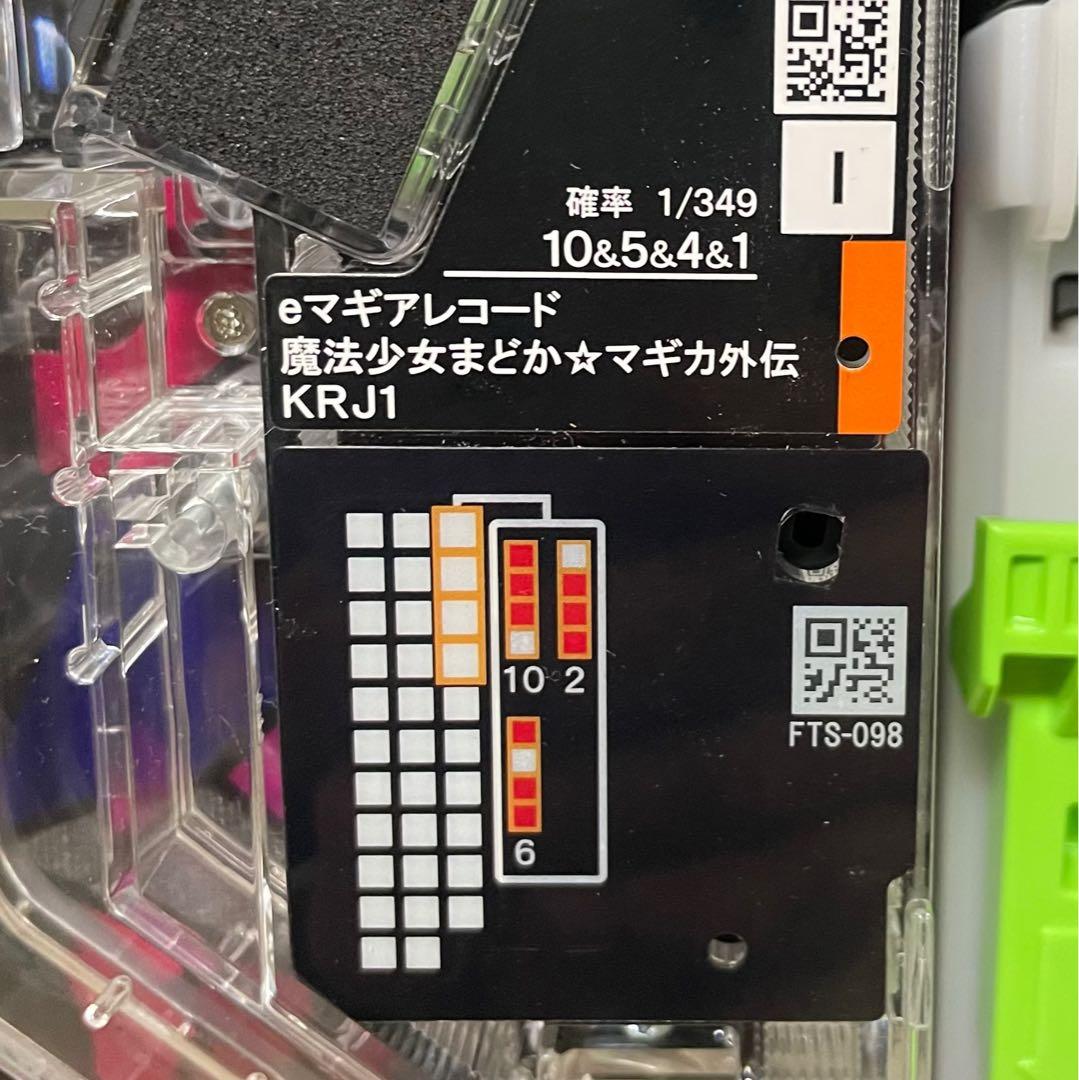 I
確率 1/349
10&5&4&1
eマギアレコード
魔法少女まどか☆マギカ外伝
KRJ1
10 2
6
FTS-098